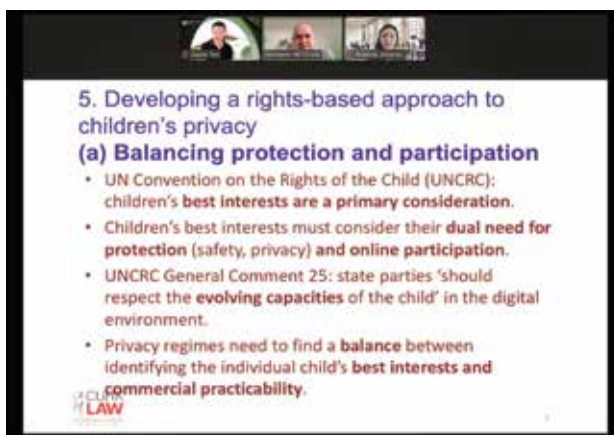 5. Developing a rights-based approach to
children's privacy
(a) Balancing protection and participation
• UN Convention on the Rights of the Child (UNCRC):
children's best interests are a primary consideration.
• Children's best interests must consider their dual need for
protection (safety, privacy) and online participation.
• UNCRC General Comment 25: state parties 'should
respect the evolving capacities of the child' in the digital
environment.
• Privacy regimes need to find a balance between
identifying the individual child's best interests and
commercial practicability.
LAW